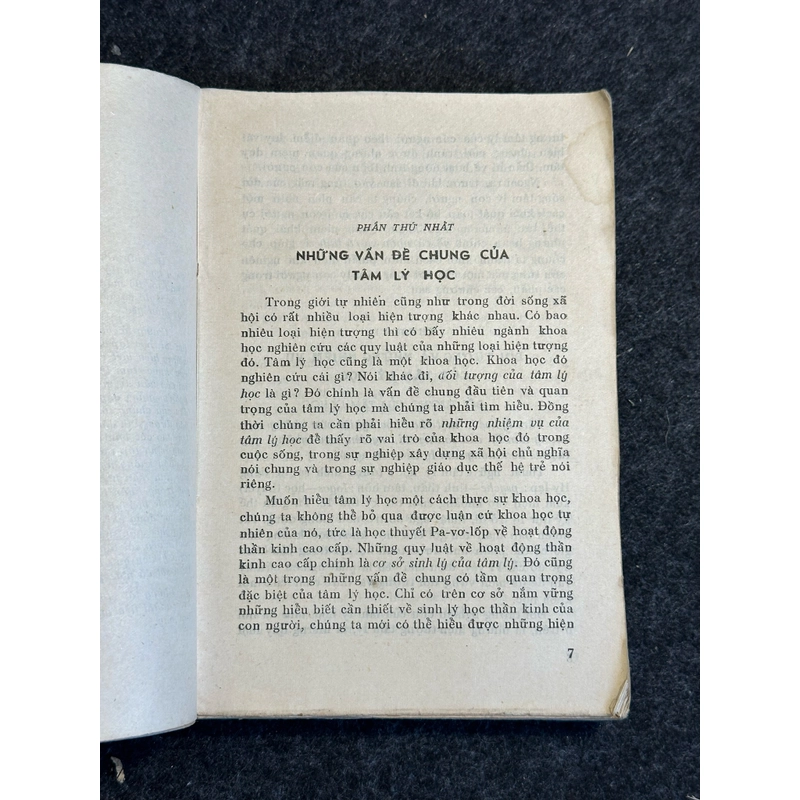 PHẦN THỨ NHẤT
NHỮNG VẤN ĐỀ CHUNG CỦA
TÂM LÝ HỌC
Trong giới tự nhiên cũng như trong đời sống xã
hội có rất nhiều loại hiện tượng khác nhau. Có bao
nhiêu loại hiện tượng thì có bấy nhiêu ngành khoa
học nghiên cứu các quy luật của những loại hiện tượng
đó. Tâm lý học cũng là một khoa học. Khoa học đó
nghiên cứu cái gì? Nói khác đi, đối tượng của tâm lý
học là gì? Đó chính là vấn đề chung đầu tiên và quan
trọng của tâm lý học mà chúng ta phải tìm hiểu. Đồng
thời chúng ta cần phải hiểu rõ những nhiệm vụ của
tâm lý học để thấy rõ vai trò của khoa học đó trong
cuộc sống, trong sự nghiệp xây dựng xã hội chủ nghĩa
nói chung và trong sự nghiệp giáo dục thế hệ trẻ nói
riêng.
Muốn hiểu tâm lý học một cách thực sự khoa học,
chúng ta không thể bỏ qua được luận cứ khoa học tự
nhiên của nó, tức là học thuyết Pa-vơ-lốp về hoạt động
thần kinh cao cấp. Những quy luật về hoạt động thần
kinh cao cấp chính là cơ sở sinh lý của tâm lý. Đó cũng
là một trong những vấn đề chung có tầm quan trọng
đặc biệt của tâm lý học. Chỉ có trên cơ sở nắm vững
những hiểu biết cần thiết về sinh lý học thần kinh của
con người, chúng ta mới có thể hiểu được những hiện
7